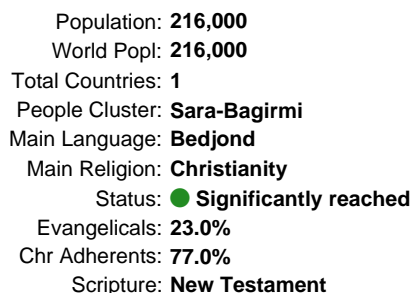 Population: 216,000
World Popl: 216,000
Total Countries: 1
People Cluster: Sara-Bagirmi
Main Language: Bedjond
Main Religion: Christianity
Status: Significantly reached
Evangelicals: 23.0%
Chr Adherents: 77.0%
Scripture: New Testament